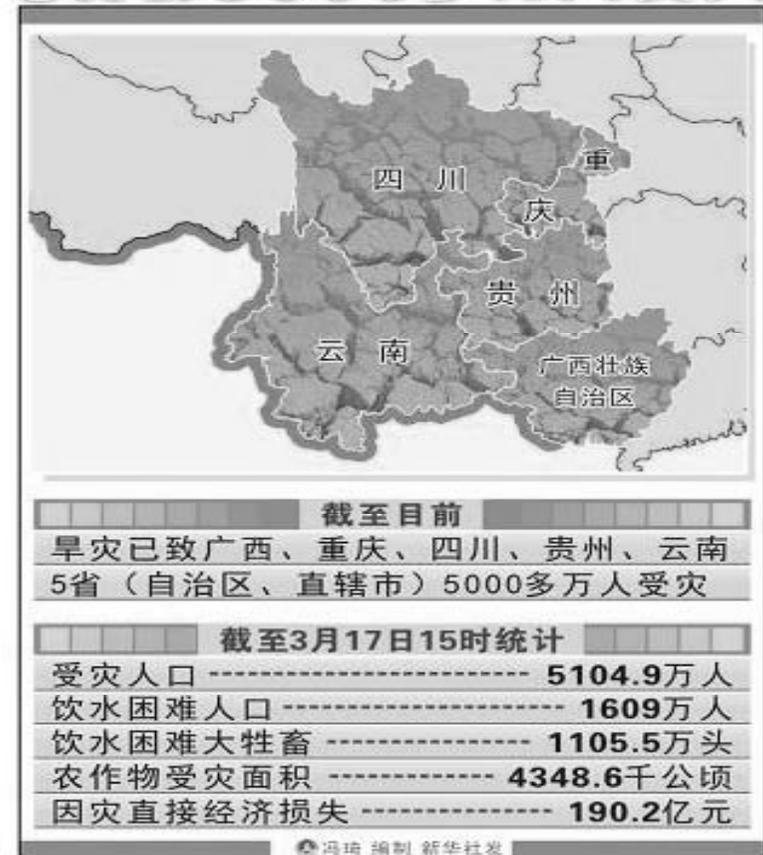 四川
重
庆
贵州
云南
广西壮族
自治区
截至目前
旱灾已致广西、重庆、四川、贵州、云南
5省（自治区、直辖市）5000多万人受灾
截至3月17日15时统计
受灾人口 5104.9万人
饮水困难人口 1609万人
饮水困难大牲畜 1105.5万头
农作物受灾面积 4348.6千公顷
因灾直接经济损失 190.2亿元
编制 新华社发